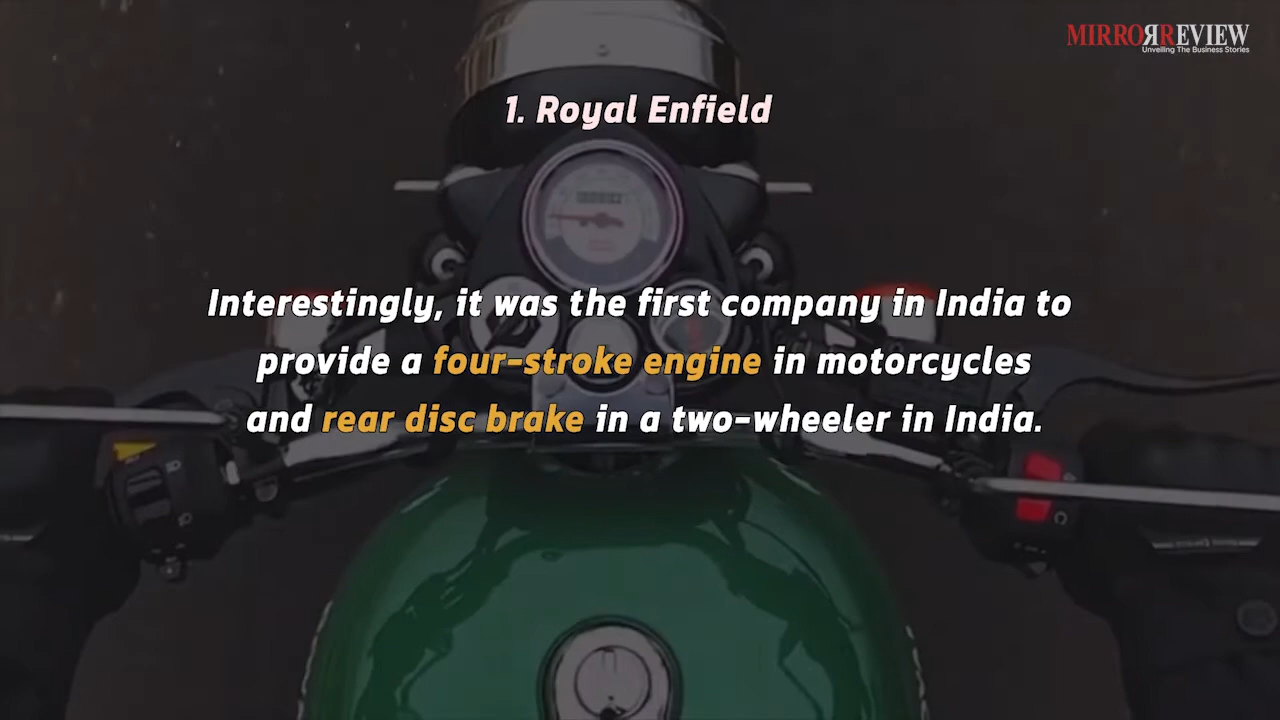 MIRRORREVIEW
Unveiling The Business Stories
1. Royal Enfield
Interestingly, it was the first company in India to
provide a four-stroke engine in motorcycles
and rear disc brake in a two-wheeler in India.